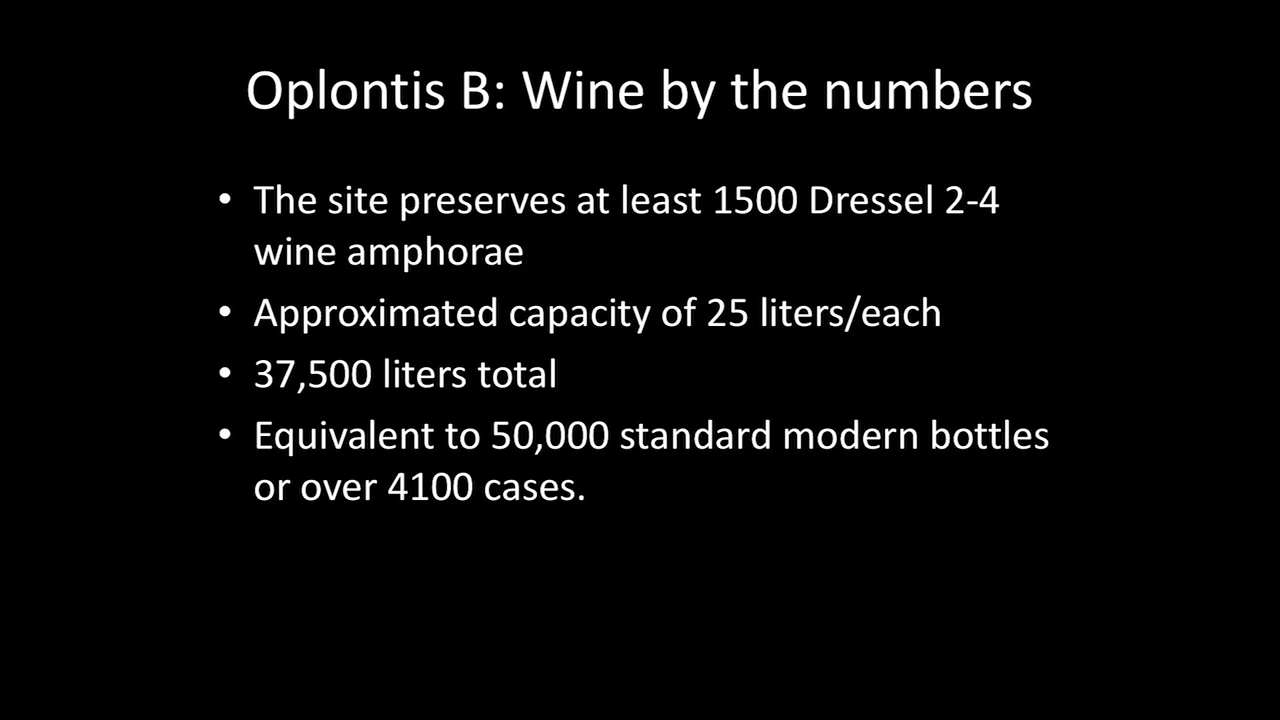 Oplontis B: Wine by the numbers
• The site preserves at least 1500 Dressel 2-4
wine amphorae
• Approximated capacity of 25 liters/each
• 37,500 liters total
• Equivalent to 50,000 standard modern bottles
or over 4100 cases.